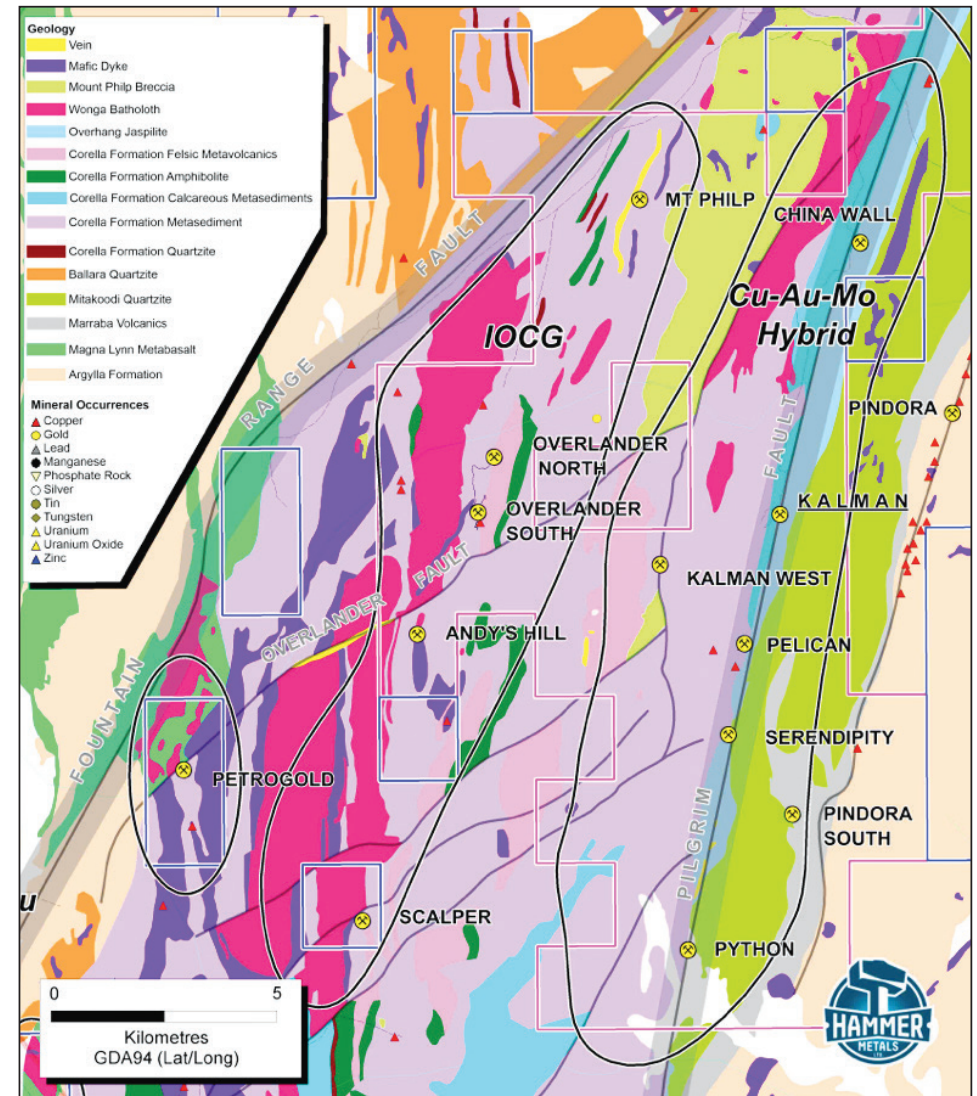 Geology
Vein
Mafic Dyke
Mount Philp Breccia
Wonga Batholoth
Overhang Jaspilite
Corella Formation Felsic Metavolcanics
Corella Formation Amphibolite
Corella Formation Calcareous Metasediments
Corella Formation Metasediment
Corella Formation Quartzite
Ballara Quartzite
Mitakoodi Quartzite
Marraba Volcanics
Magna Lynn Metabasalt
Argylla Formation
Mineral Occurrences
Copper
Gold
Lead
Manganese
Phosphate Rock
Silver
Tin
Tungsten
Uranium
Uranium Oxide
Zinc
MT PHILP
CHINA WALL
FOUNTAIN RANGE FAULT
IOCG
Cu-Au-Mo
Hybrid
PINDORA
OVERLANDER
NORTH
OVERLANDER
SOUTH
KALMAN
OVERLANDER FAULT
KALMAN WEST
ANDY'S HILL
PELICAN
SERENDIPITY
PETROGOLD
PINDORA
SOUTH
PILGRIM FAULT
SCALPER
PYTHON
u
0 5
Kilometres
GDA94 (Lat/Long)
HAMMER
METALS
LTD